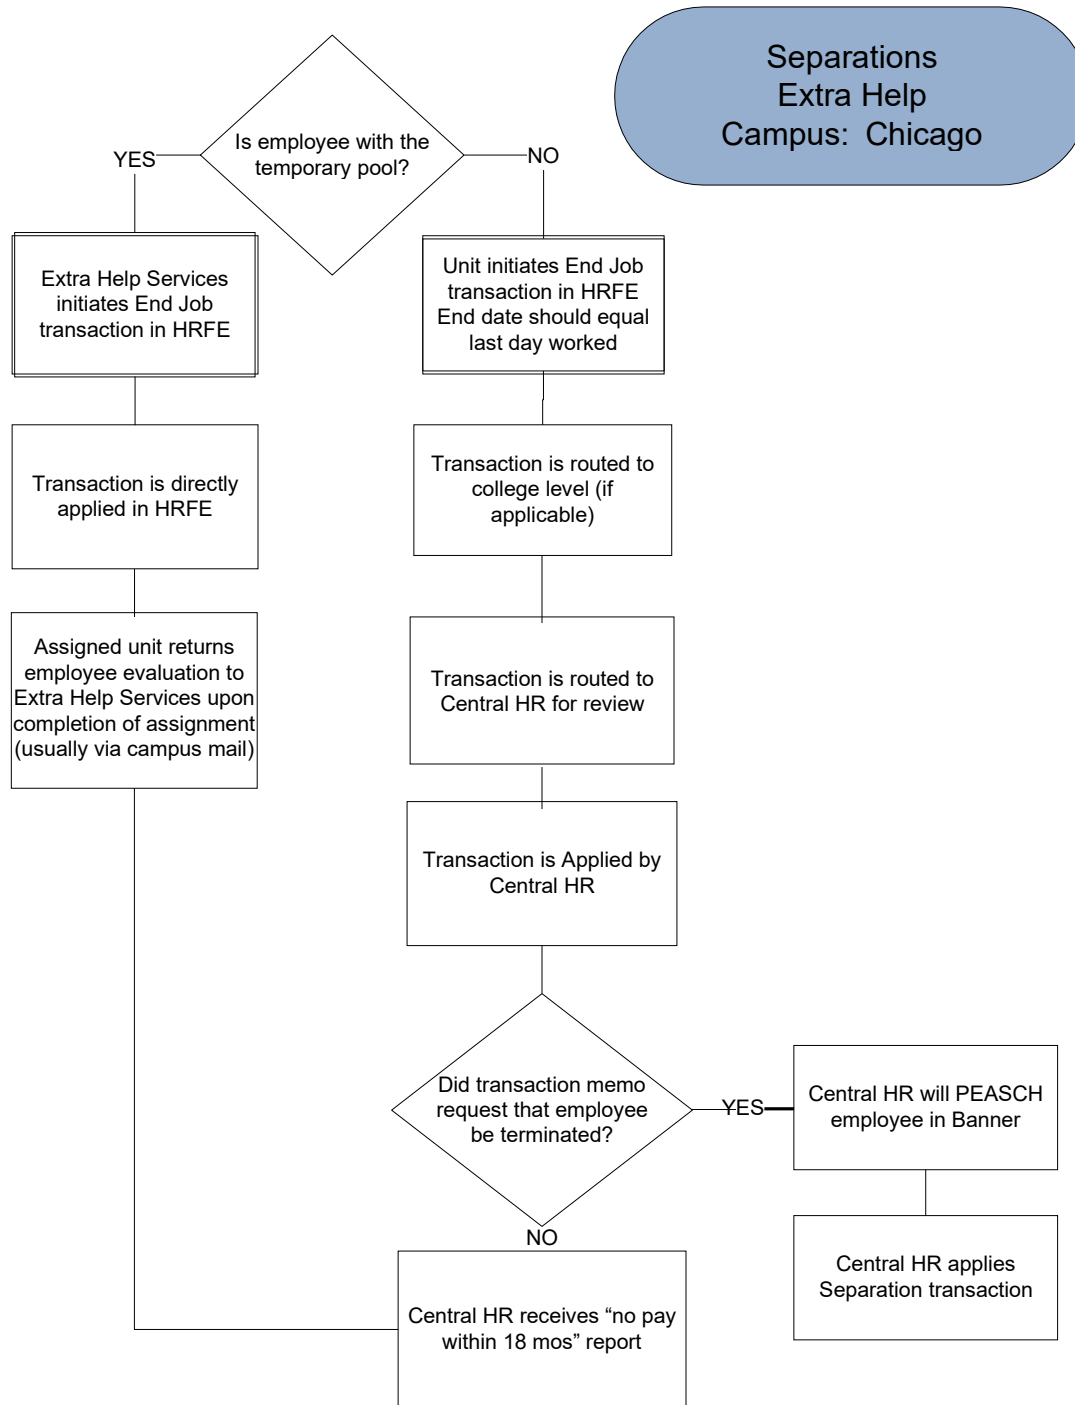 Separations
Extra Help
Campus: Chicago
Is employee with the
temporary pool?
YES
NO
Extra Help Services
initiates End Job
transaction in HRFE
Unit initiates End Job
transaction in HRFE
End date should equal
last day worked
Transaction is directly
applied in HRFE
Transaction is routed to
college level (if
applicable)
Assigned unit returns
employee evaluation to
Extra Help Services upon
completion of assignment
(usually via campus mail)
Transaction is routed to
Central HR for review
Transaction is Applied by
Central HR
Did transaction memo
request that employee
be terminated?
YES
Central HR will PEASCH
employee in Banner
NO
Central HR applies
Separation transaction
Central HR receives “no pay
within 18 mos” report